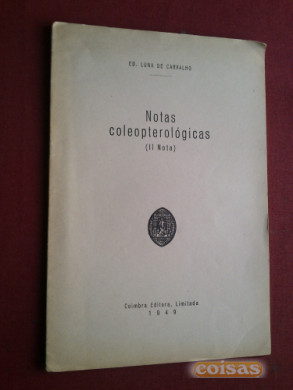 ED. LUNA DE CARVALHO
Notas
coleopterológicas
(II Nota)
Coimbra Editora, Limitada
1949
coisas